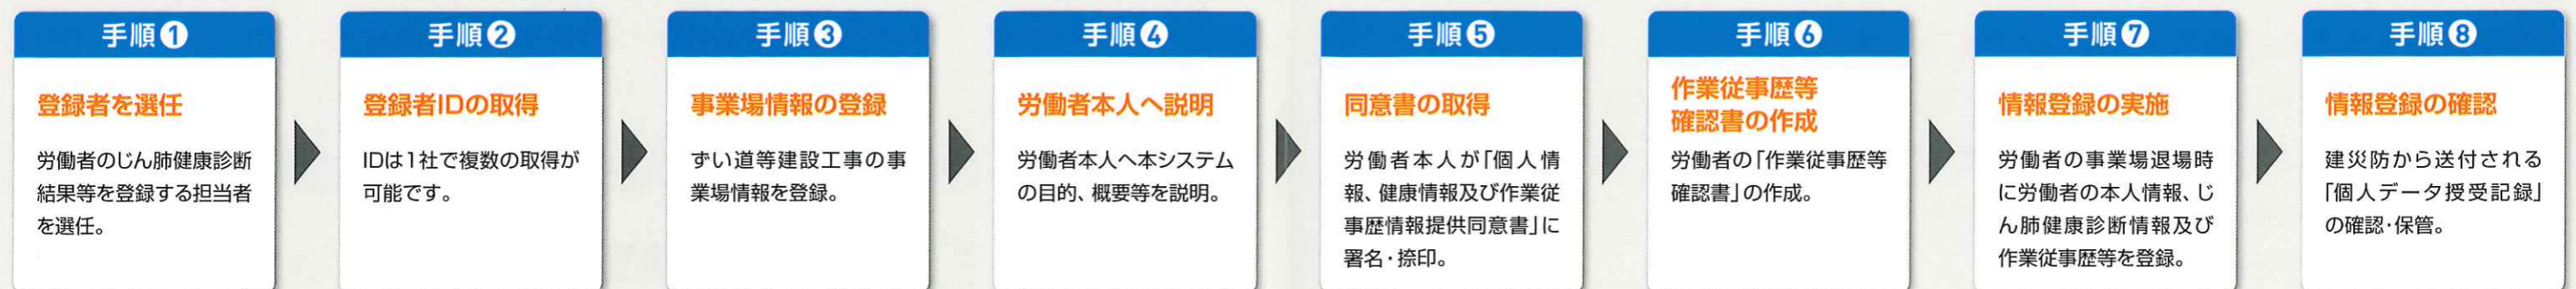 手順❶
登録者を選任
労働者のじん肺健康診断
結果等を登録する担当者
を選任。
手順❷
登録者IDの取得
IDは1社で複数の取得が
可能です。
手順❸
事業場情報の登録
ずい道等建設工事の事
業場情報を登録。
手順❹
労働者本人へ説明
労働者本人へ本システム
の目的、概要等を説明。
手順❺
同意書の取得
労働者本人が「個人情
報、健康情報及び作業従
事歴情報提供同意書」に
署名・捺印。
手順❻
作業従事歴等
確認書の作成
労働者の「作業従事歴等
確認書」の作成。
手順❼
情報登録の実施
労働者の事業場退場時
に労働者の本人情報、じ
ん肺健康診断情報及び
作業従事歴等を登録。
手順❽
情報登録の確認
建災防から送付される
「個人データ授受記録」
の確認・保管。